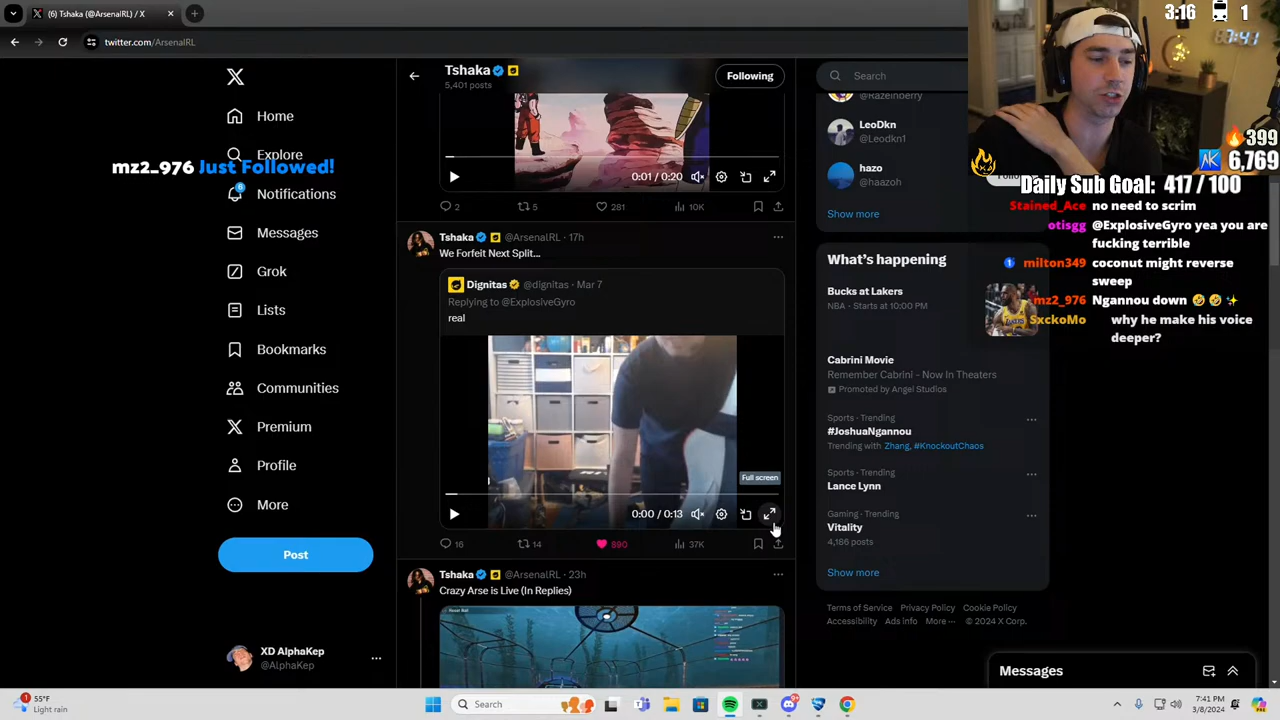 (6) Tshaka (@ArsenalRL) / X
twitter.com/ArsenalRL
Home
Explore
mz2_976 Just Followed!
6
Notifications
Messages
Grok
Lists
Bookmarks
Communities
Premium
Profile
More
Post
XD AlphaKep
@AlphaKep
Tshaka
5,401 posts
Following
0:01 / 0:20
2
5
281
10K
Tshaka @ArsenalRL · 17h
We Forfeit Next Split...
Dignitas @dignitas · Mar 7
Replying to @ExplosiveGyro
real
Full screen
0:00 / 0:13
16
14
890
37K
Tshaka @ArsenalRL · 23h
Crazy Arse is Live (In Replies)
Search
@Razeinberry
LeoDkn
@Leodkn1
hazo
@haazoh
Show more
What's happening
Bucks at Lakers
NBA · Starts at 10:00 PM
Cabrini Movie
Remember Cabrini - Now In Theaters
Promoted by Angel Studios
Sports · Trending
#JoshuaNgannou
Trending with Zhang, #KnockoutChaos
Sports · Trending
Lance Lynn
Gaming · Trending
Vitality
4,186 posts
Show more
Terms of Service Privacy Policy Cookie Policy
Accessibility Ads info More ··· © 2024 X Corp.
Messages
3:16 1
7:41
399
AK 6,769
Daily Sub Goal: 417 / 100
Stained_Ace no need to scrim
otisgg @ExplosiveGyro yea you are
fucking terrible
milton349 coconut might reverse
sweep
mz2_976 Ngannou down 🤣🤣✨
SxckoMo why he make his voice
deeper?
1
55°F
Light rain
Search
7:41 PM
3/8/2024